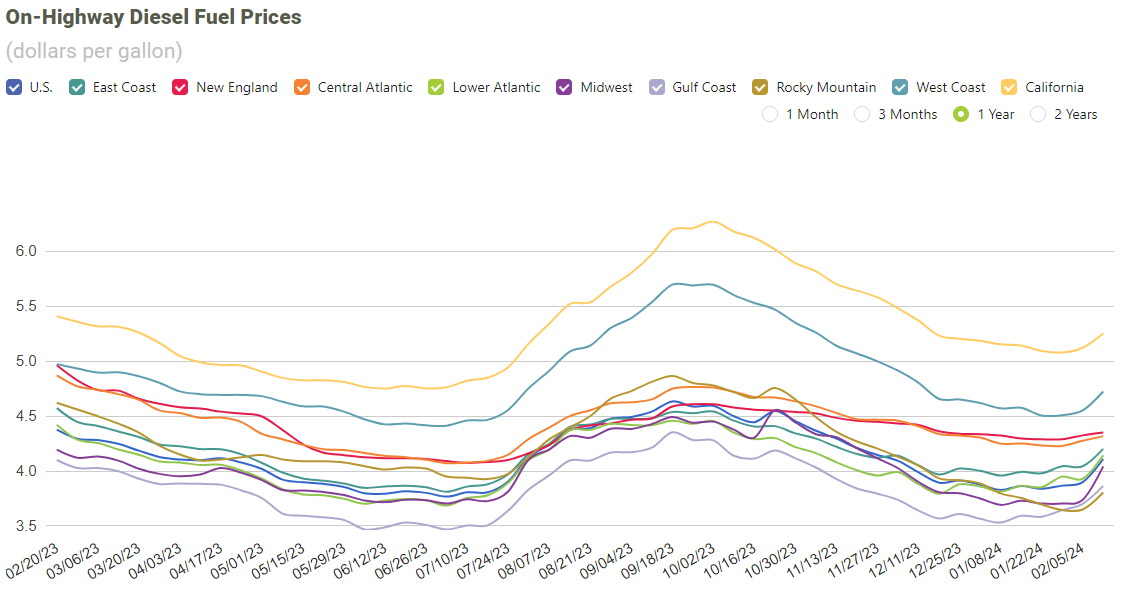 On-Highway Diesel Fuel Prices
(dollars per gallon)
U.S. East Coast New England Central Atlantic Lower Atlantic Midwest Gulf Coast Rocky Mountain West Coast California
1 Month 3 Months 1 Year 2 Years
6.0
5.5
5.0
4.5
4.0
3.5
02/20/23 03/06/23 03/20/23 04/03/23 04/17/23 05/01/23 05/15/23 05/29/23 06/12/23 06/26/23 07/10/23 07/24/23 08/07/23 08/21/23 09/04/23 09/18/23 10/02/23 10/16/23 10/30/23 11/13/23 11/27/23 12/11/23 12/25/23 01/08/24 01/22/24 02/05/24